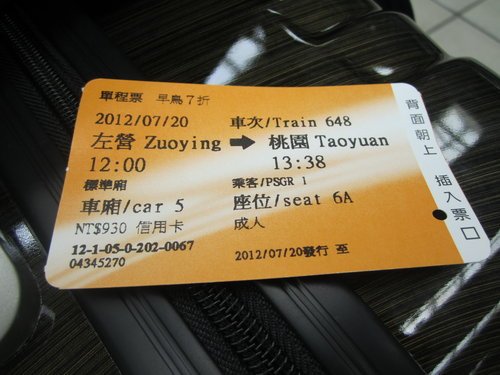 單程票 早鳥7折
2012/07/20 車次/Train 648
左營 Zuoying ➡ 桃園 Taoyuan
12:00 13:38
標準廂 乘客/PSGR 1
車廂/car 5 座位/seat 6A
NT$930 信用卡 成人
12-1-05-0-202-0067
04345270 2012/07/20發行 至
背面朝上 插入票口